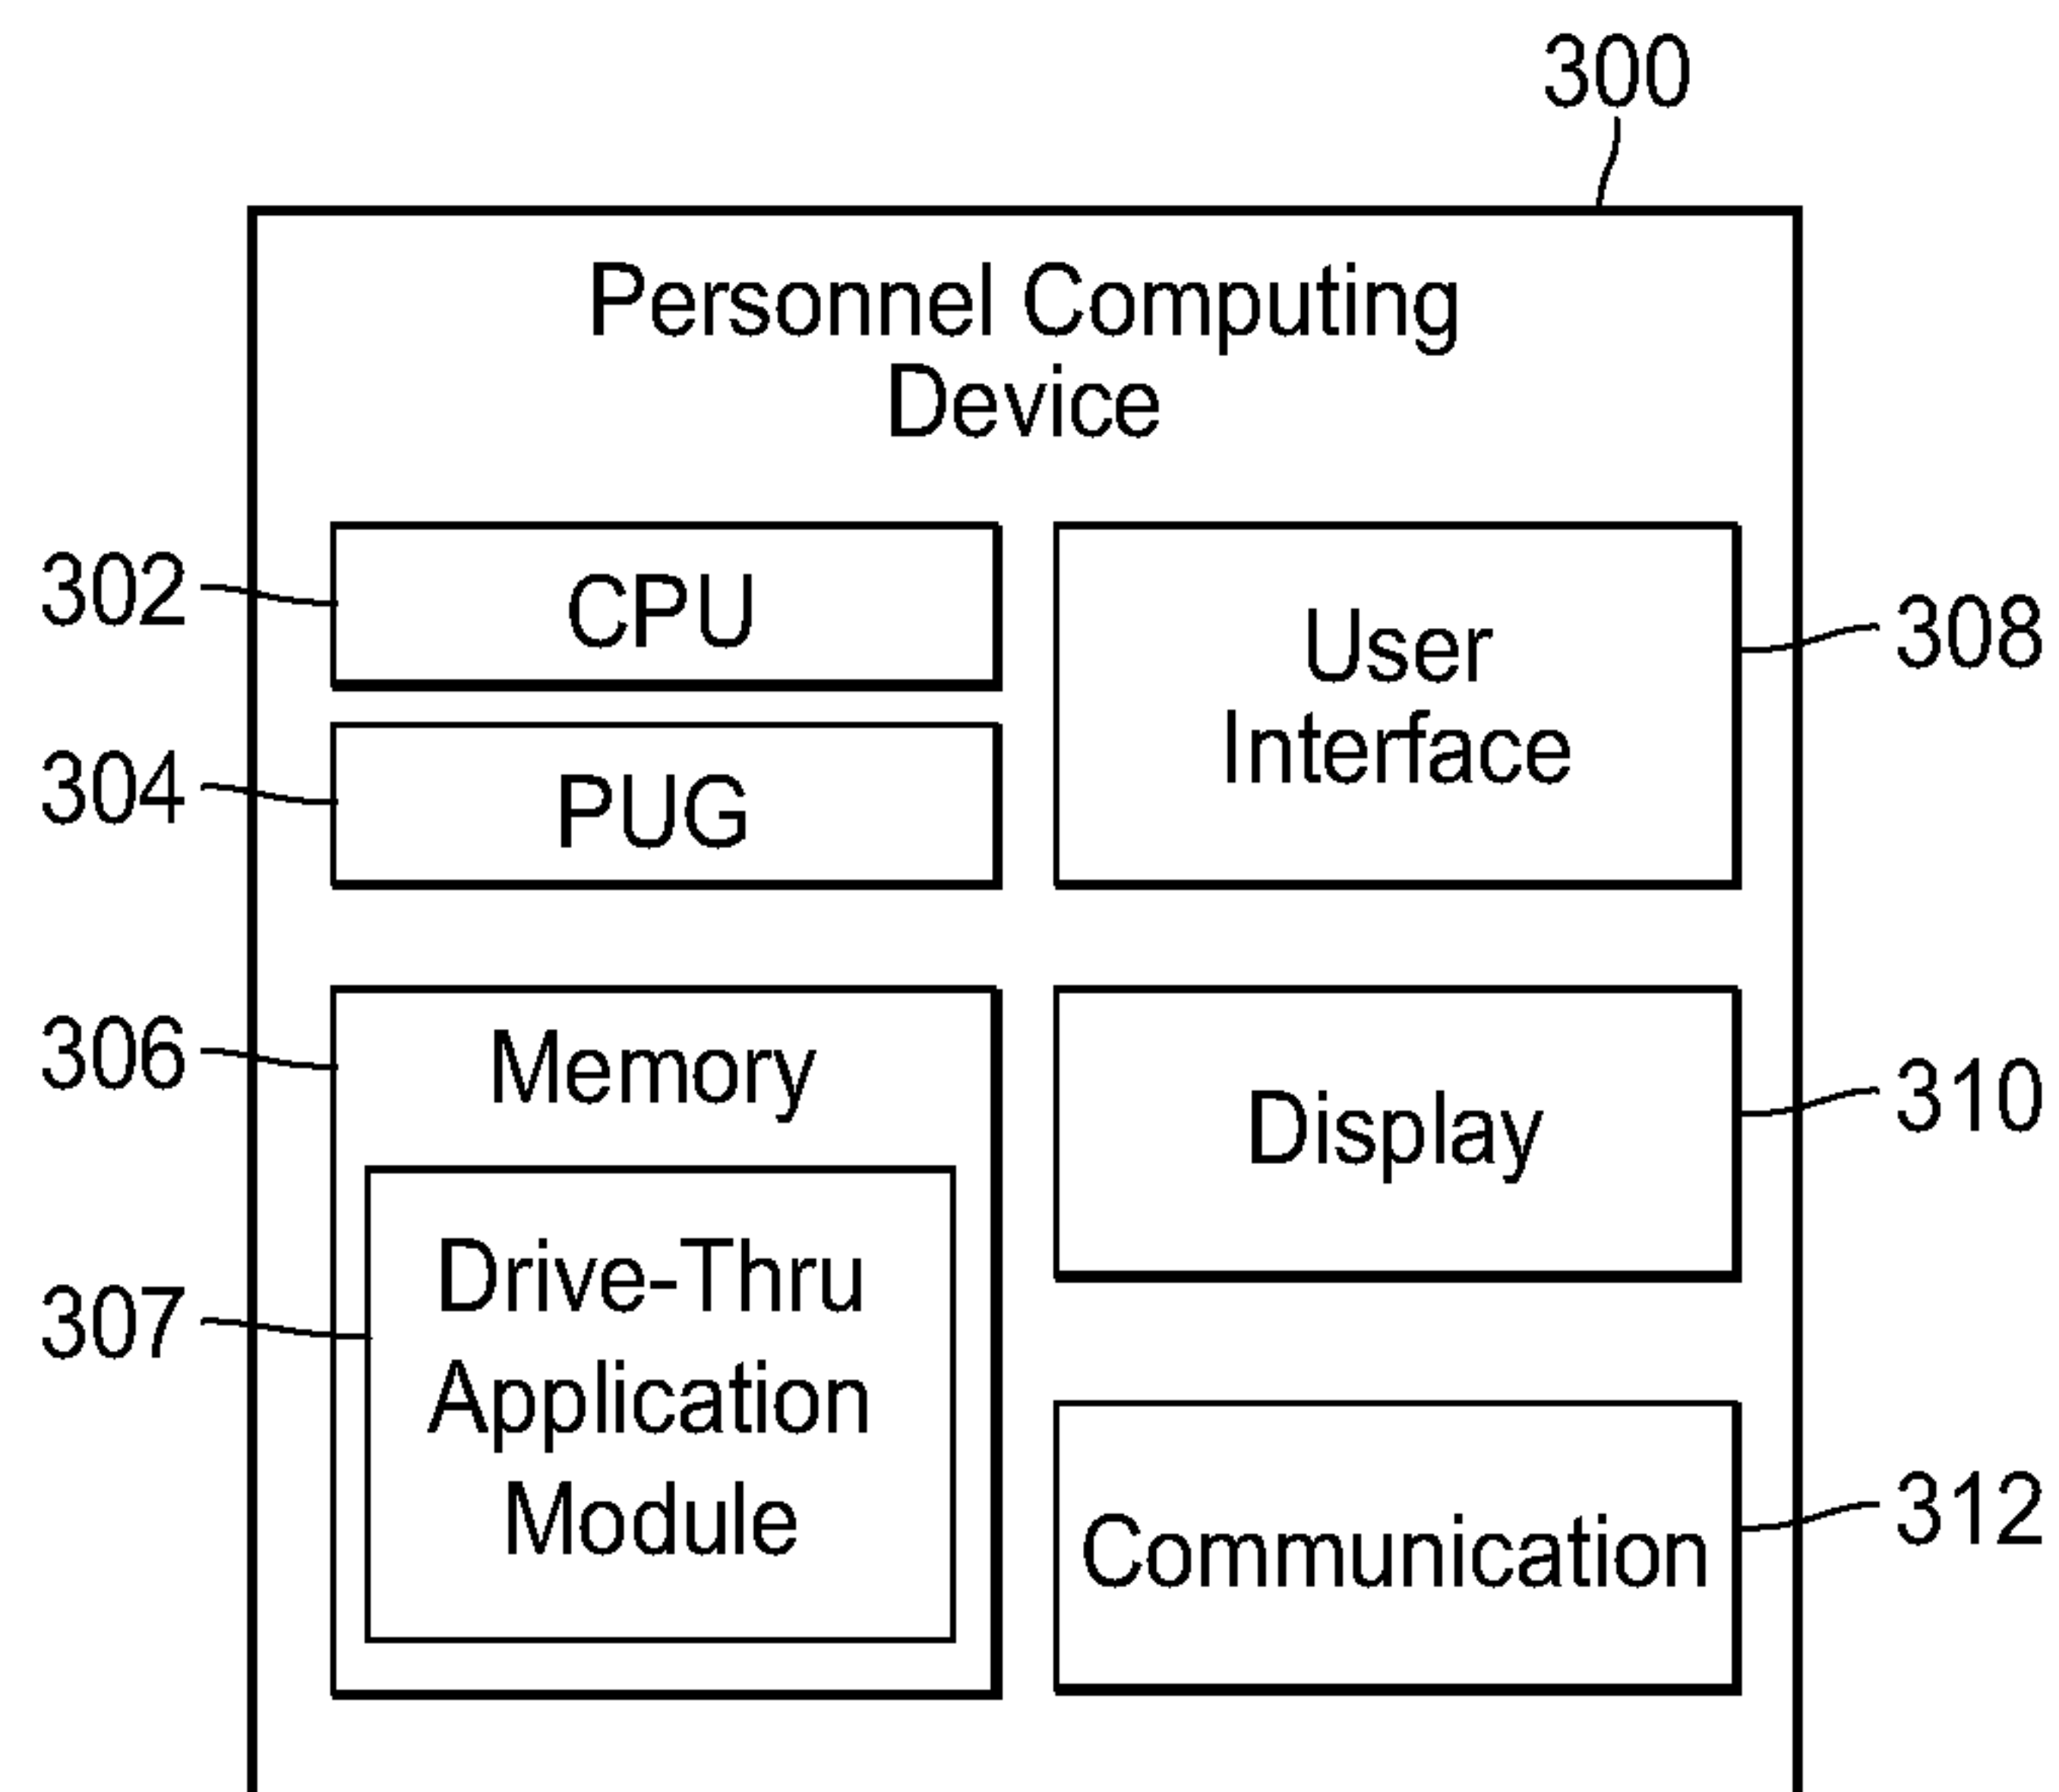 300
Personnel Computing
Device
302
CPU
User
Interface
308
304
PUG
306
Memory
Display
310
307
Drive-Thru
Application
Module
Communication
312